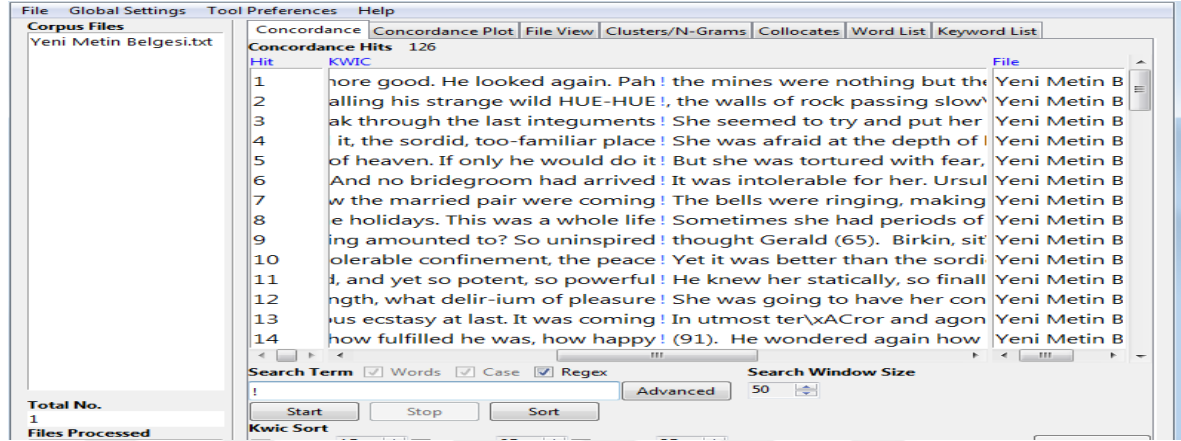 File Global Settings Tool Preferences Help
Corpus Files
Yeni Metin Belgesi.txt
Concordance Concordance Plot File View Clusters/N-Grams Collocates Word List Keyword List
Concordance Hits 126
Hit KWIC File
1 more good. He looked again. Pah! the mines were nothing but the Yeni Metin B
2 alling his strange wild HUE-HUE!, the walls of rock passing slow Yeni Metin B
3 ak through the last integuments! She seemed to try and put her Yeni Metin B
4 it, the sordid, too-familiar place! She was afraid at the depth of Yeni Metin B
5 of heaven. If only he would do it! But she was tortured with fear, Yeni Metin B
6 And no bridegroom had arrived! It was intolerable for her. Ursul Yeni Metin B
7 w the married pair were coming! The bells were ringing, making Yeni Metin B
8 e holidays. This was a whole life! Sometimes she had periods of Yeni Metin B
9 ing amounted to? So uninspired! thought Gerald (65). Birkin, sit Yeni Metin B
10 olerable confinement, the peace! Yet it was better than the sordi Yeni Metin B
11 d, and yet so potent, so powerful! He knew her statically, so finall Yeni Metin B
12 ngth, what delir-ium of pleasure! She was going to have her con Yeni Metin B
13 us ecstasy at last. It was coming! In utmost ter\xACror and agon Yeni Metin B
14 how fulfilled he was, how happy! (91). He wondered again how Yeni Metin B
Search Term Words Case Regex Search Window Size
! Advanced 50
Start Stop Sort
Total No.
1
Files Processed
Kwic Sort